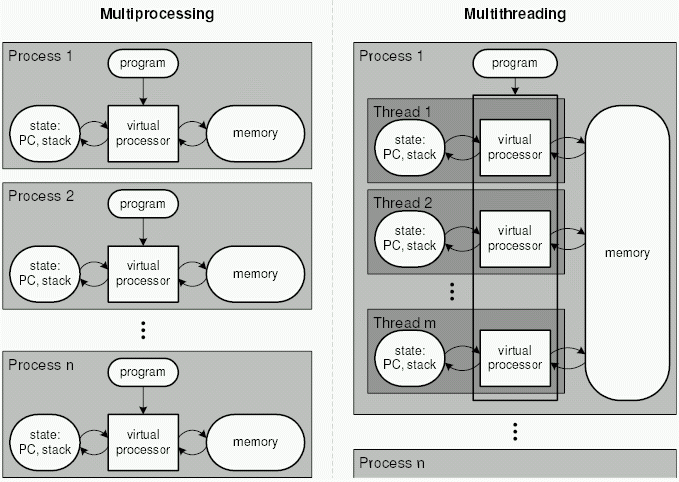 Multiprocessing
Process 1
program
state:
PC, stack
virtual
processor
memory
Process 2
program
state:
PC, stack
virtual
processor
memory
Process n
program
state:
PC, stack
virtual
processor
memory
Multithreading
Process 1
program
Thread 1
state:
PC, stack
virtual
processor
Thread 2
state:
PC, stack
virtual
processor
memory
Thread m
state:
PC, stack
virtual
processor
Process n